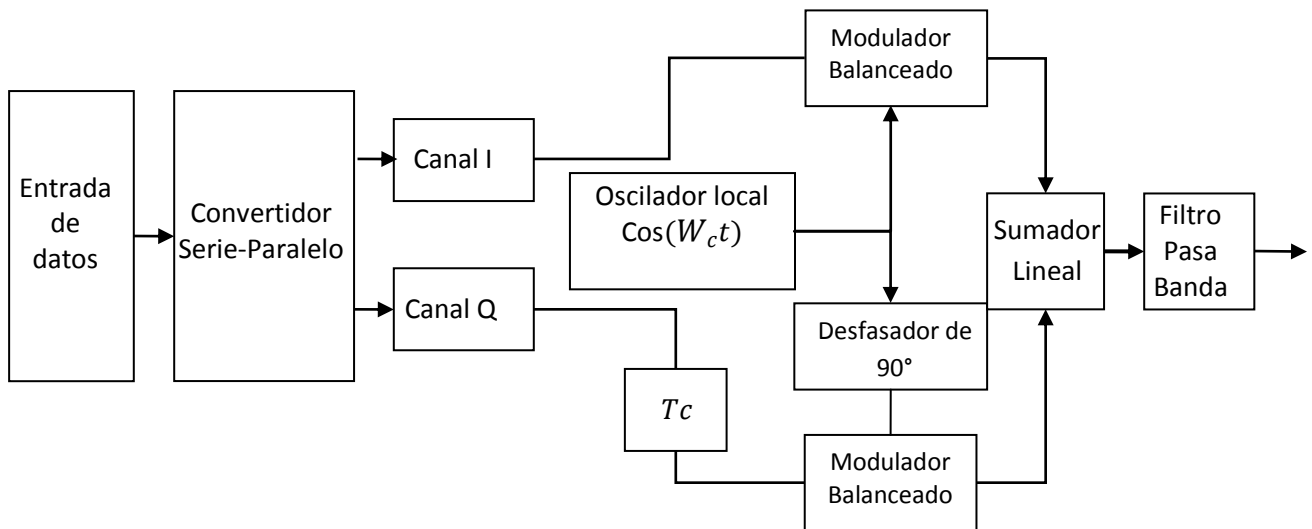 Entrada
de
datos
Convertidor
Serie-Paralelo
Canal I
Canal Q
Oscilador local
Cos(W_c t)
Tc
Modulador
Balanceado
Desfasador de
90°
Modulador
Balanceado
Sumador
Lineal
Filtro
Pasa
Banda